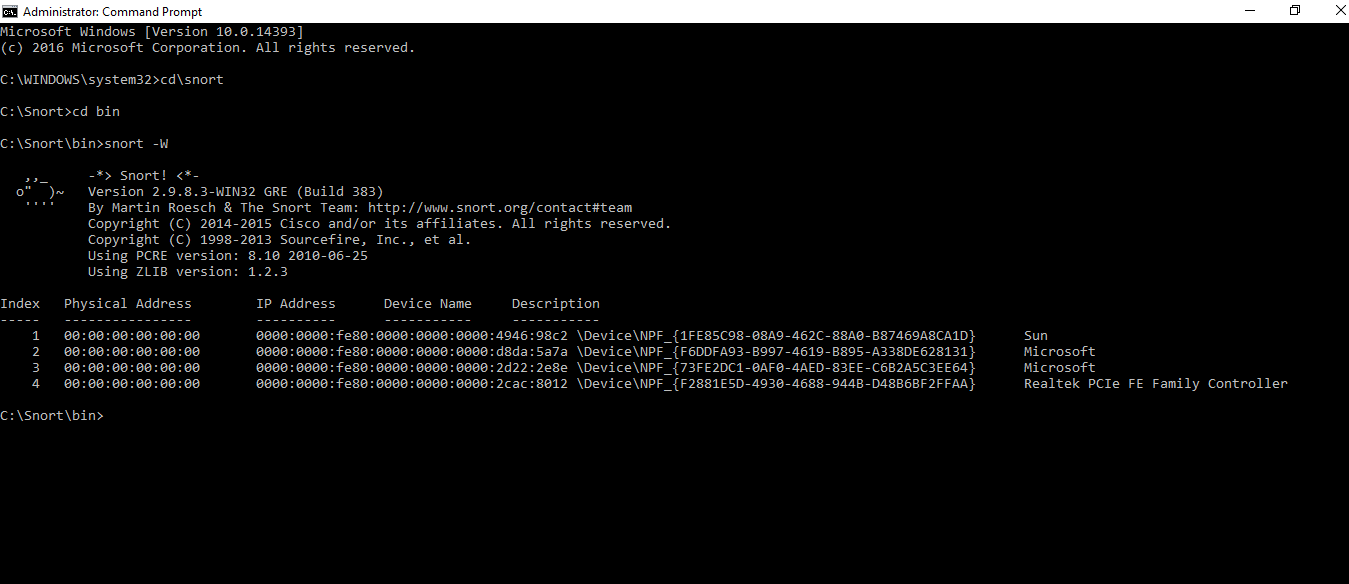 Administrator: Command Prompt
Microsoft Windows [Version 10.0.14393]
(c) 2016 Microsoft Corporation. All rights reserved.
C:\WINDOWS\system32>cd\snort
C:\Snort>cd bin
C:\Snort\bin>snort -W
   ,,_     -*> Snort! <*-
  o"  )~   Version 2.9.8.3-WIN32 GRE (Build 383)
   ''''    By Martin Roesch & The Snort Team: http://www.snort.org/contact#team
           Copyright (C) 2014-2015 Cisco and/or its affiliates. All rights reserved.
           Copyright (C) 1998-2013 Sourcefire, Inc., et al.
           Using PCRE version: 8.10 2010-06-25
           Using ZLIB version: 1.2.3
Index   Physical Address        IP Address      Device Name     Description
-----   ----------------        ----------      -----------     -----------
    1   00:00:00:00:00:00       0000:0000:fe80:0000:0000:0000:4946:98c2 \Device\NPF_{1FE85C98-08A9-462C-88A0-B87469A8CA1D}      Sun
    2   00:00:00:00:00:00       0000:0000:fe80:0000:0000:0000:d8da:5a7a \Device\NPF_{F6DDFA93-B997-4619-B895-A338DE628131}      Microsoft
    3   00:00:00:00:00:00       0000:0000:fe80:0000:0000:0000:2d22:2e8e \Device\NPF_{73FE2DC1-0AF0-4AED-83EE-C6B2A5C3EE64}      Microsoft
    4   00:00:00:00:00:00       0000:0000:fe80:0000:0000:0000:2cac:8012 \Device\NPF_{F2881E5D-4930-4688-944B-D48B6BF2FFAA}      Realtek PCIe FE Family Controller
C:\Snort\bin>